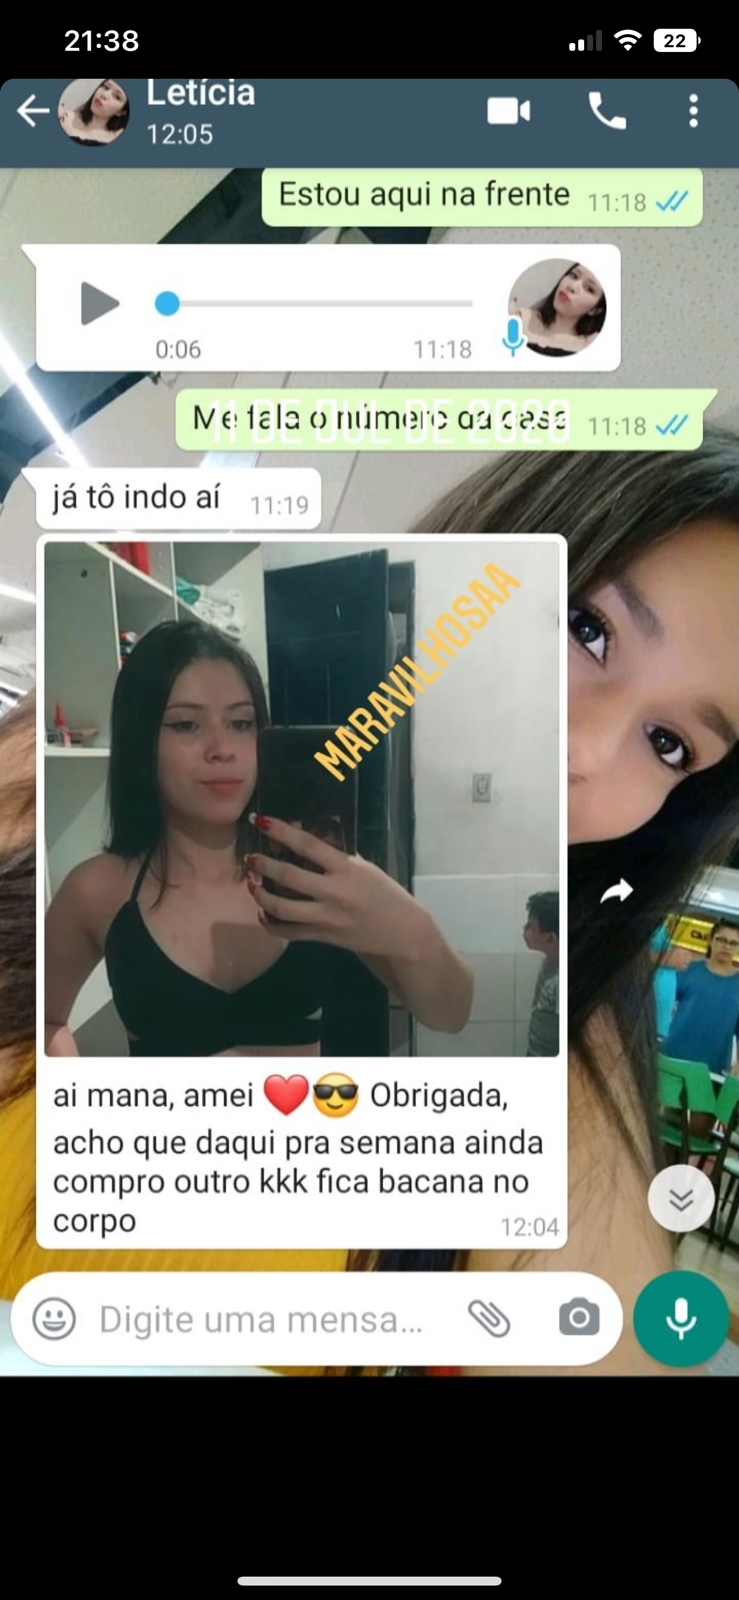 21:38
22
Letícia
12:05
Estou aqui na frente 11:18
0:06 11:18
Me fala o número da casa 11:18
11 DE JUL DE 2020
já tô indo aí 11:19
MARAVILHOSAA
ai mana, amei ❤️😎 Obrigada,
acho que daqui pra semana ainda
compro outro kkk fica bacana no
corpo 12:04
Digite uma mensa...